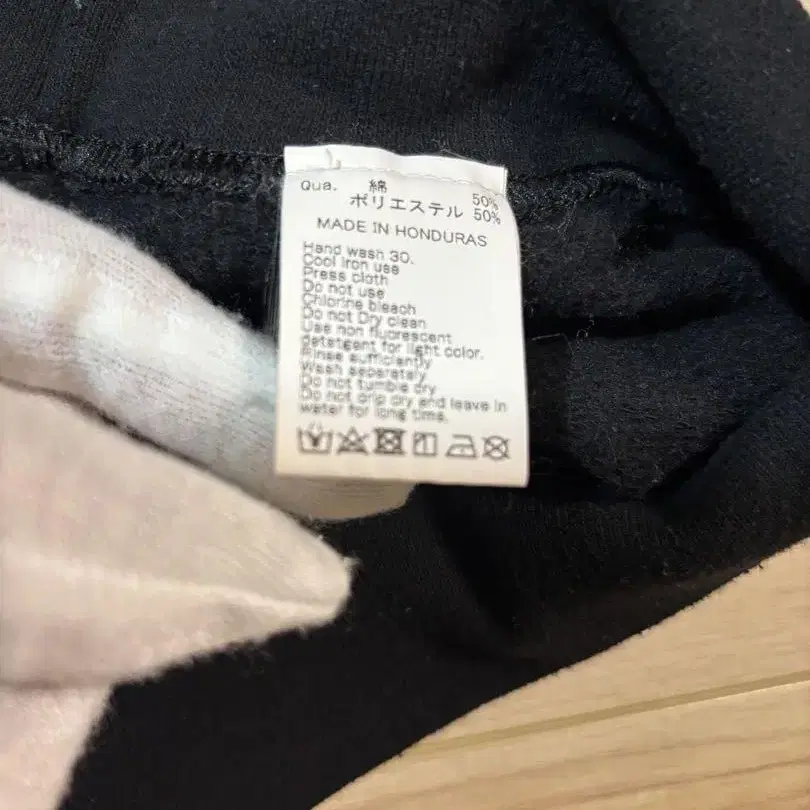 Qua. 綿 50%
ポリエステル 50%
MADE IN HONDURAS
Hand wash 30.
Cool iron use
Press cloth
Do not use
Chlorine bleach
Do not Dry clean
Use non fluorescent
detetgent for light color.
Rinse sufficiently
Wash separately
Do not tumble dry
Do not drip dry and leave in
water for long time.